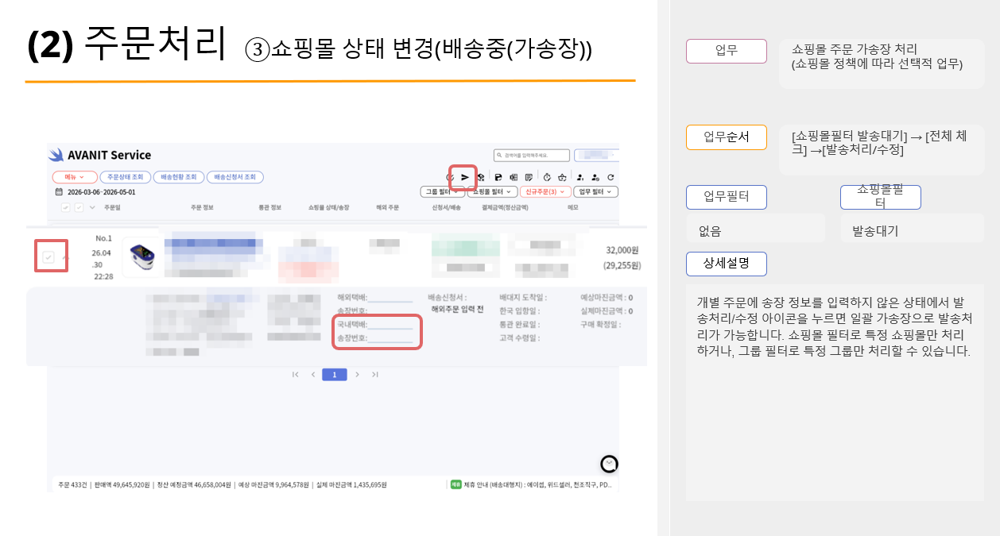 (2) 주문처리 ③쇼핑몰 상태 변경(배송중(가송장))
AVANIT Service
검색어를 입력해주세요.
메뉴
주문상태 조회
배송현황 조회
배송신청서 조회
2026-03-06~2026-05-01
그룹 필터
쇼핑몰 필터
신규주문(3)
업무 필터
주문일 주문 정보 통관 정보 쇼핑몰 상태/송장 해외 주문 신청서/배송 결제금액(정산금액) 메모
No.1
26.04
.30
22:28
32,000원
(29,255원)
해외택배:
송장번호:
국내택배:
송장번호:
배송신청서 :
해외주문 입력 전
배대지 도착일 :
한국 입항일 :
통관 완료일 :
고객 수령일 :
예상마진금액 : 0
실제마진금액 : 0
구매 확정일 :
1
주문 433건 | 판매액 49,645,920원 | 정산 예정금액 46,658,004원 | 예상 마진금액 9,964,578원 | 실제 마진금액 1,435,695원
제휴 제휴 안내 (배송대행지) : 에이셉, 위드셀러, 천조직구, PD..
업무
쇼핑몰 주문 가송장 처리
(쇼핑몰 정책에 따라 선택적 업무)
업무순서
[쇼핑몰필터 발송대기] → [전체 체
크] →[발송처리/수정]
업무필터
쇼핑몰필
터
없음
발송대기
상세설명
개별 주문에 송장 정보를 입력하지 않은 상태에서 발
송처리/수정 아이콘을 누르면 일괄 가송장으로 발송처
리가 가능합니다. 쇼핑몰 필터로 특정 쇼핑몰만 처리
하거나, 그룹 필터로 특정 그룹만 처리할 수 있습니다.